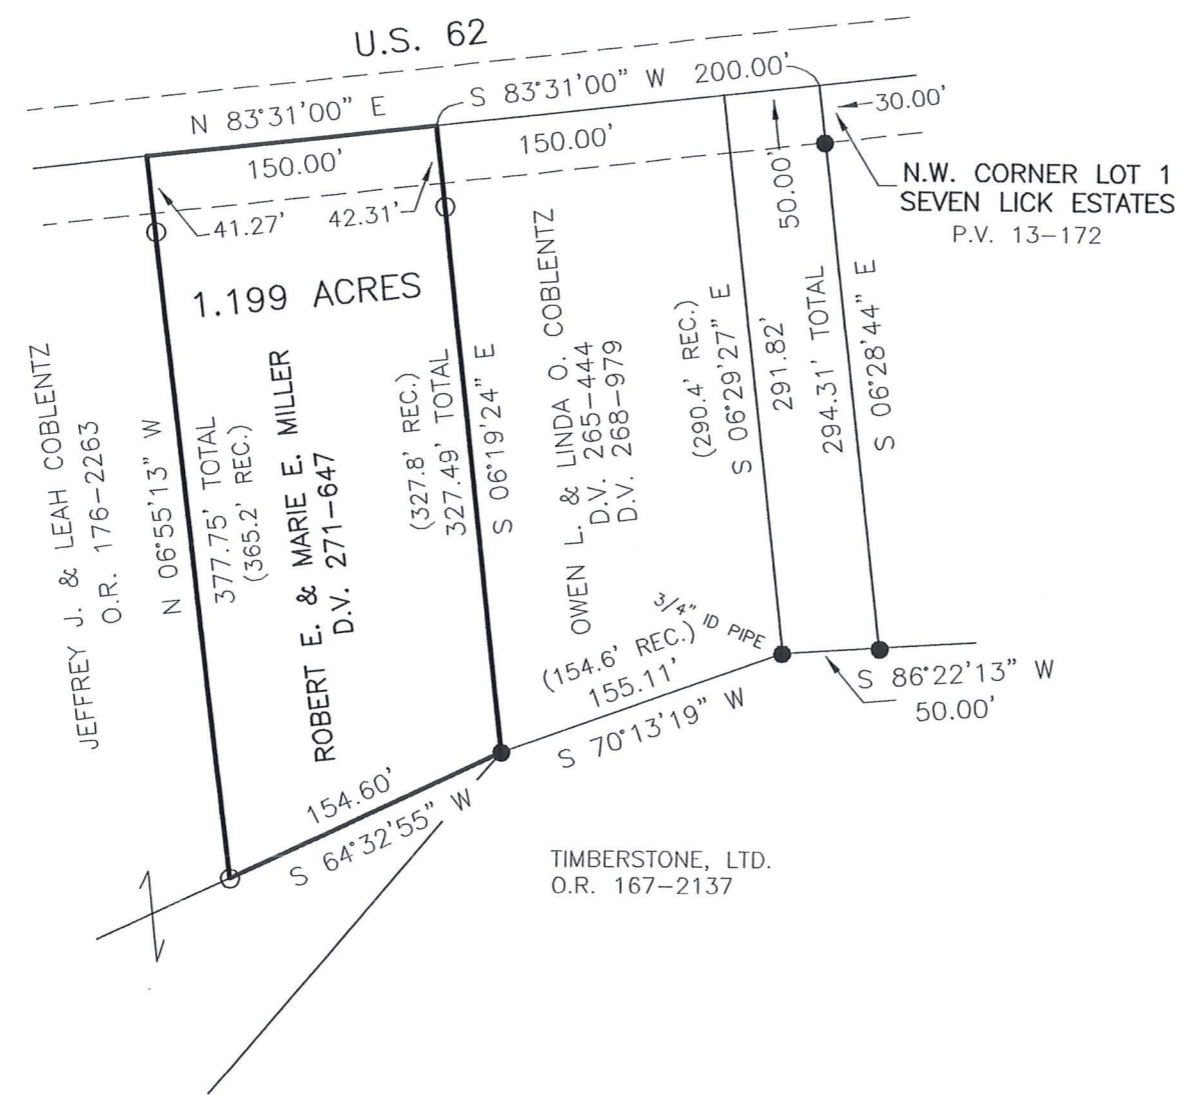 U.S. 62
N 83°31'00" E
S 83°31'00" W 200.00'
150.00'
150.00'
30.00'
41.27'
42.31'
50.00'
N.W. CORNER LOT 1
SEVEN LICK ESTATES
P.V. 13-172
1.199 ACRES
JEFFREY J. & LEAH COBLENTZ
O.R. 176-2263
N 06°55'13" W
377.75' TOTAL
(365.2' REC.)
ROBERT E. & MARIE E. MILLER
D.V. 271-647
(327.8' REC.)
327.49' TOTAL
S 06°19'24" E
OWEN L. & LINDA O. COBLENTZ
D.V. 265-444
D.V. 268-979
(290.4' REC.)
S 06°29'27" E
291.82'
294.31' TOTAL
S 06°28'44" E
3/4" ID PIPE
(154.6' REC.)
155.11'
S 70°13'19" W
S 86°22'13" W
50.00'
154.60'
S 64°32'55" W
TIMBERSTONE, LTD.
O.R. 167-2137